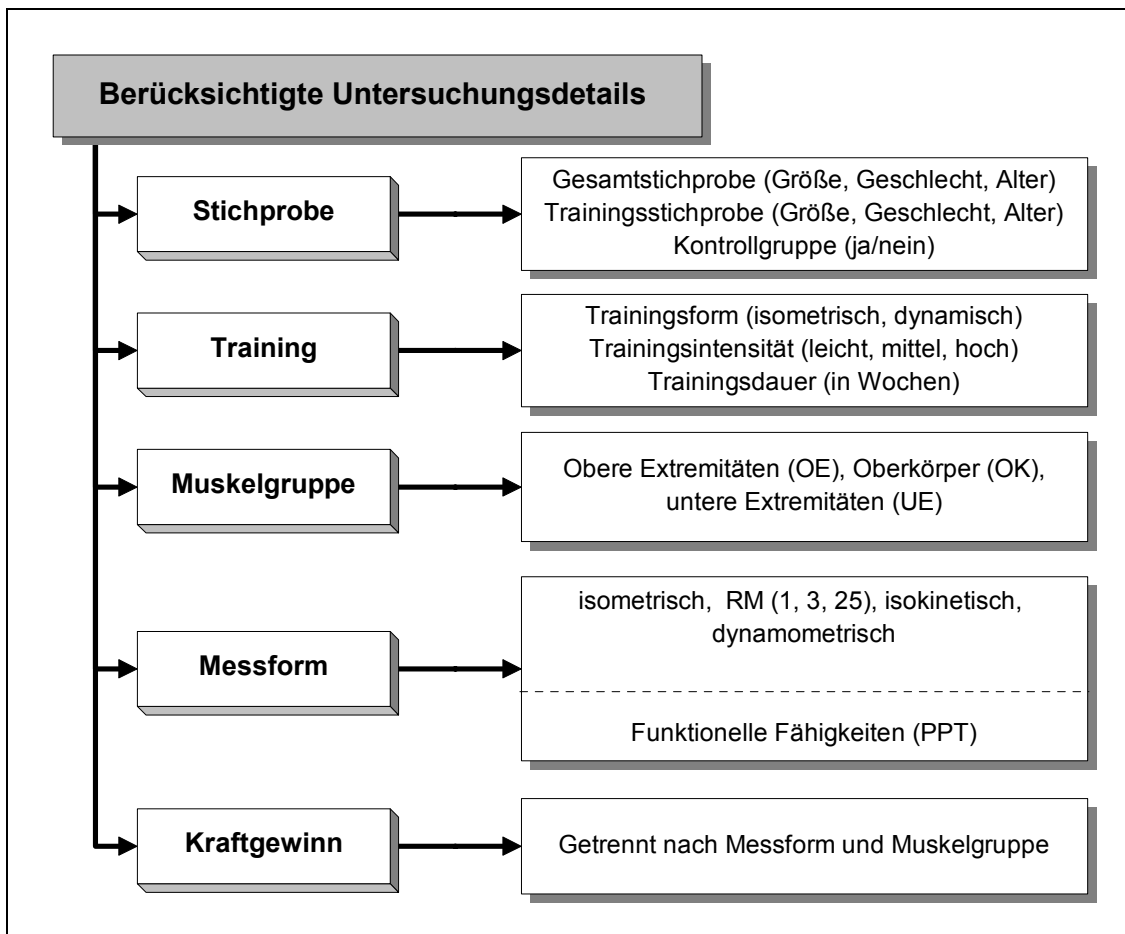 Berücksichtigte Untersuchungsdetails
Stichprobe
Gesamtstichprobe (Größe, Geschlecht, Alter)
Trainingsstichprobe (Größe, Geschlecht, Alter)
Kontrollgruppe (ja/nein)
Training
Trainingsform (isometrisch, dynamisch)
Trainingsintensität (leicht, mittel, hoch)
Trainingsdauer (in Wochen)
Muskelgruppe
Obere Extremitäten (OE), Oberkörper (OK),
untere Extremitäten (UE)
Messform
isometrisch, RM (1, 3, 25), isokinetisch,
dynamometrisch
Funktionelle Fähigkeiten (PPT)
Kraftgewinn
Getrennt nach Messform und Muskelgruppe